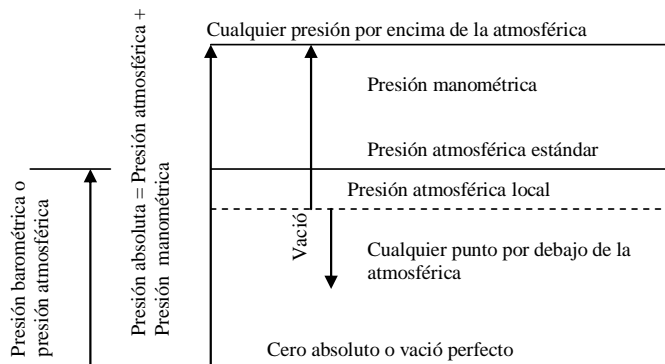 Cualquier presión por encima de la atmosférica
Presión manométrica
Presión atmosférica estándar
Presión atmosférica local
Cualquier punto por debajo de la
atmosférica
Cero absoluto o vació perfecto
Presión barométrica o
presión atmosférica
Presión absoluta = Presión atmosférica +
Presión manométrica
Vació